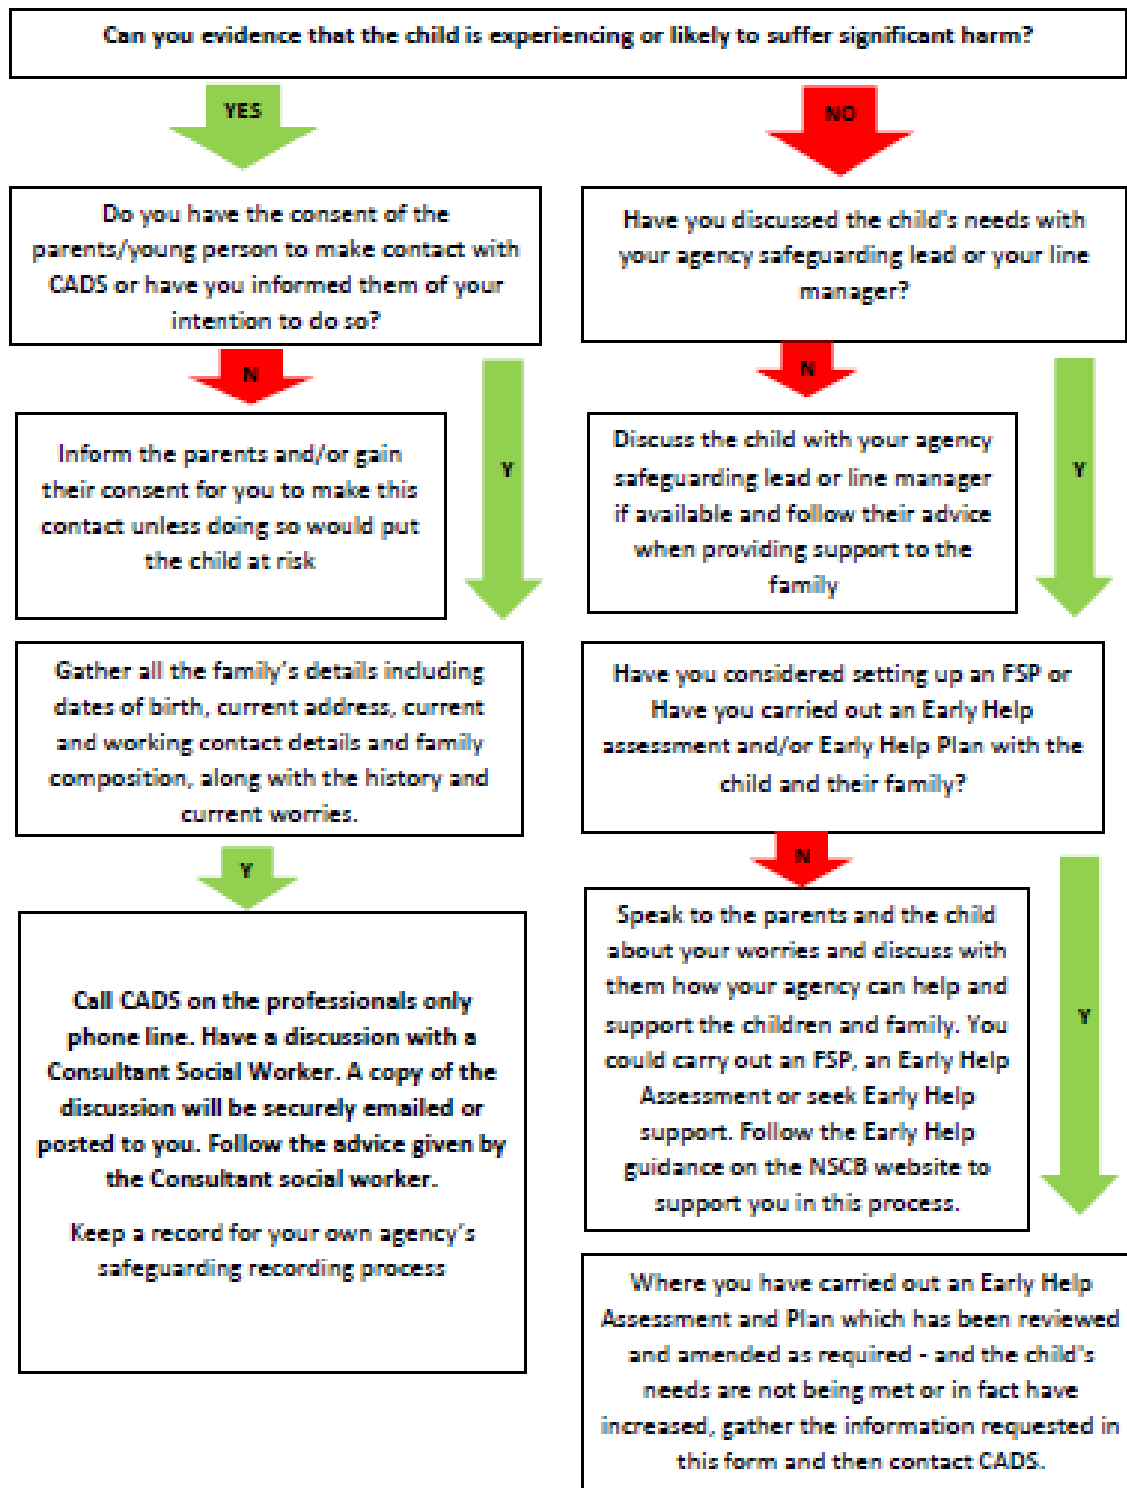 Can you evidence that the child is experiencing or likely to suffer significant harm?
YES
NO
Do you have the consent of the
parents/young person to make contact with
CADS or have you informed them of your
intention to do so?
Have you discussed the child's needs with
your agency safeguarding lead or your line
manager?
N
Y
N
Y
Inform the parents and/or gain
their consent for you to make this
contact unless doing so would put
the child at risk
Discuss the child with your agency
safeguarding lead or line manager
if available and follow their advice
when providing support to the
family
Gather all the family's details including
dates of birth, current address, current
and working contact details and family
composition, along with the history and
current worries.
Have you considered setting up an FSP or
Have you carried out an Early Help
assessment and/or Early Help Plan with the
child and their family?
Y
N
Y
Call CADS on the professionals only
phone line. Have a discussion with a
Consultant Social Worker. A copy of the
discussion will be securely emailed or
posted to you. Follow the advice given by
the Consultant social worker.
Keep a record for your own agency's
safeguarding recording process
Speak to the parents and the child
about your worries and discuss with
them how your agency can help and
support the children and family. You
could carry out an FSP, an Early Help
Assessment or seek Early Help
support. Follow the Early Help
guidance on the NSCB website to
support you in this process.
Where you have carried out an Early Help
Assessment and Plan which has been reviewed
and amended as required - and the child's
needs are not being met or in fact have
increased, gather the information requested in
this form and then contact CADS.